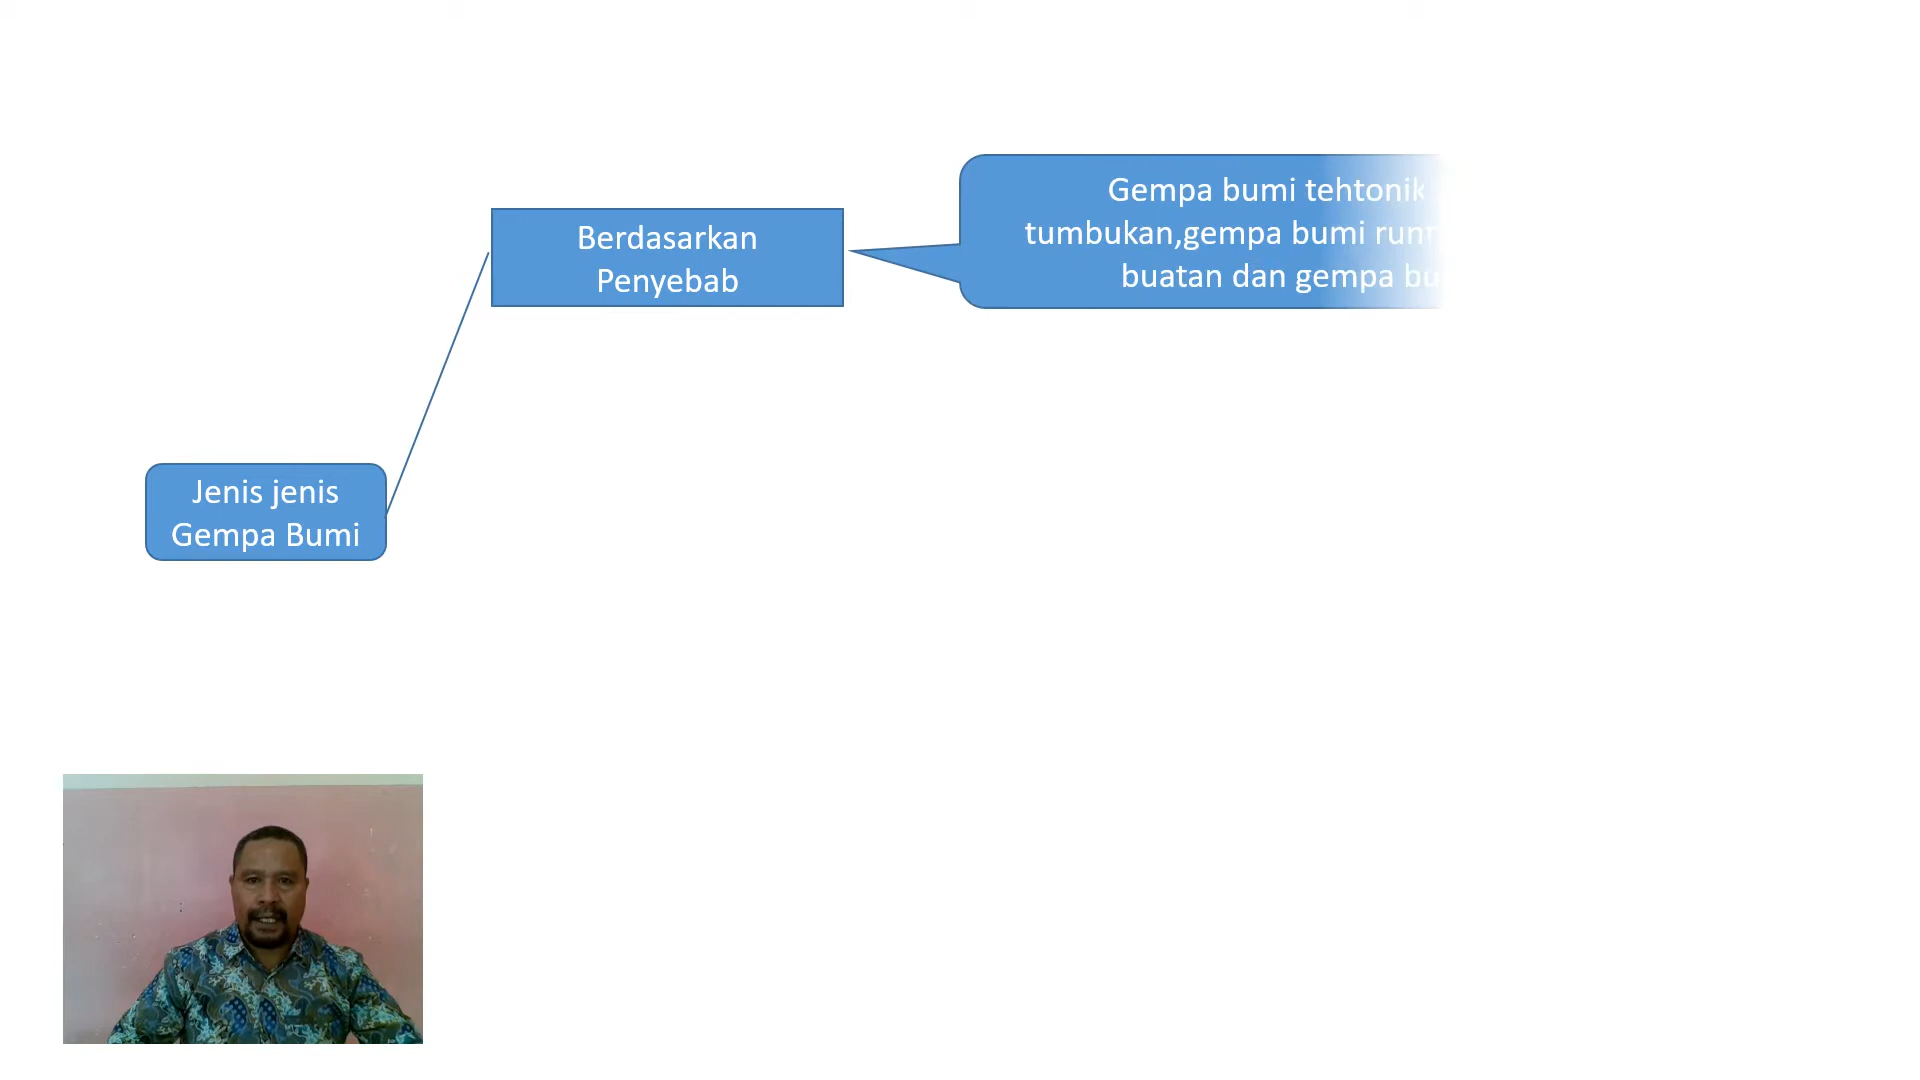 Gempa bumi tehtonik
Berdasarkan
Penyebab
tumbukan,gempa bumi
buatan dan gempa
Jenis jenis
Gempa Bumi